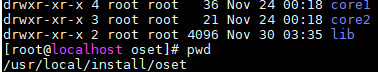 drwxr-xr-x 4 root root   36 Nov 24 00:18 core1
drwxr-xr-x 3 root root   21 Nov 24 00:18 core2
drwxr-xr-x 2 root root 4096 Nov 30 03:35 lib
[root@localhost oset]# pwd
/usr/local/install/oset